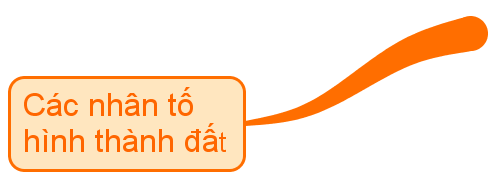 Các nhân tố
hình thành đất